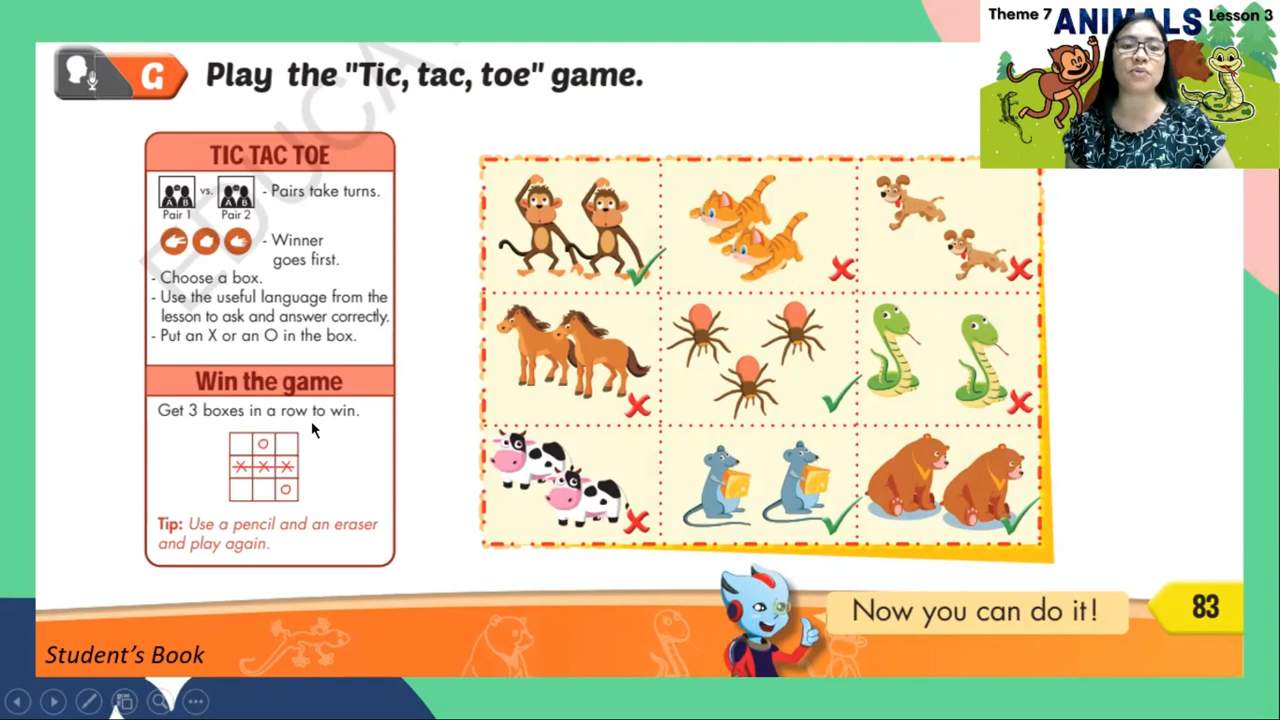 Theme 7 ANIMALS Lesson 3
G Play the "Tic, tac, toe" game.
TIC TAC TOE
A B vs. A B - Pairs take turns.
Pair 1 Pair 2
- Winner
goes first.
- Choose a box.
- Use the useful language from the
lesson to ask and answer correctly.
- Put an X or an O in the box.
Win the game
Get 3 boxes in a row to win.
O
X X X
O
Tip: Use a pencil and an eraser
and play again.
Now you can do it!
83
Student's Book